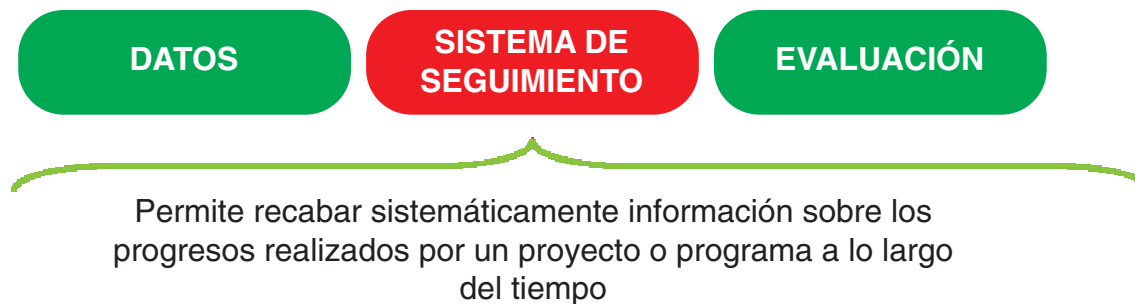 DATOS
SISTEMA DE
SEGUIMIENTO
EVALUACIÓN
Permite recabar sistemáticamente información sobre los
progresos realizados por un proyecto o programa a lo largo
del tiempo